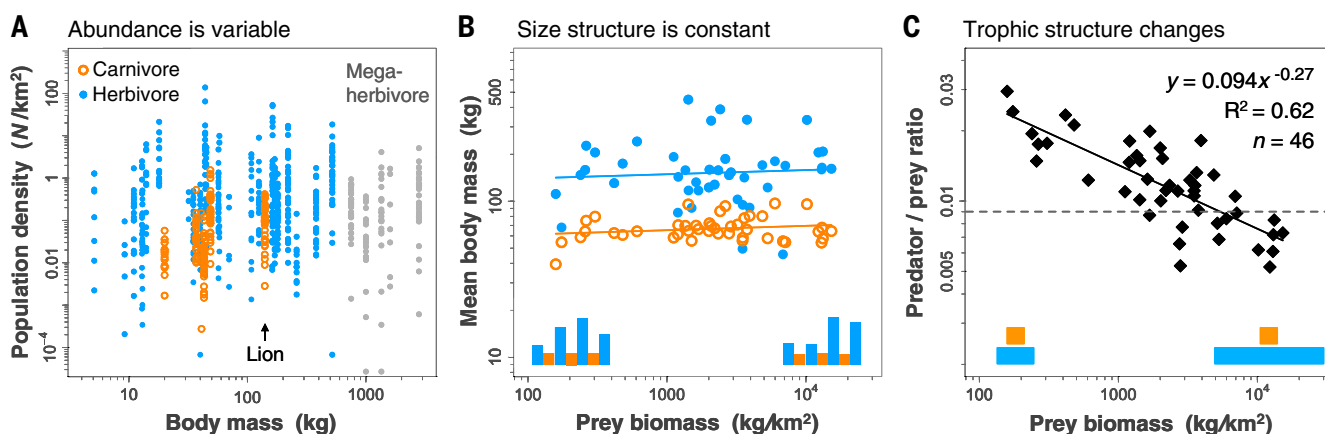 A Abundance is variable
Population density (N/km²)
100
1
0.01
10⁻⁴
Carnivore
Herbivore
Mega-
herbivore
Lion
10
100
1000
Body mass (kg)
B Size structure is constant
Mean body mass (kg)
500
100
10
100
1000
10⁴
Prey biomass (kg/km²)
C Trophic structure changes
Predator / prey ratio
0.03
0.01
0.005
y = 0.094x⁻⁰·²⁷
R² = 0.62
n = 46
0.009
100
1000
10⁴
Prey biomass (kg/km²)